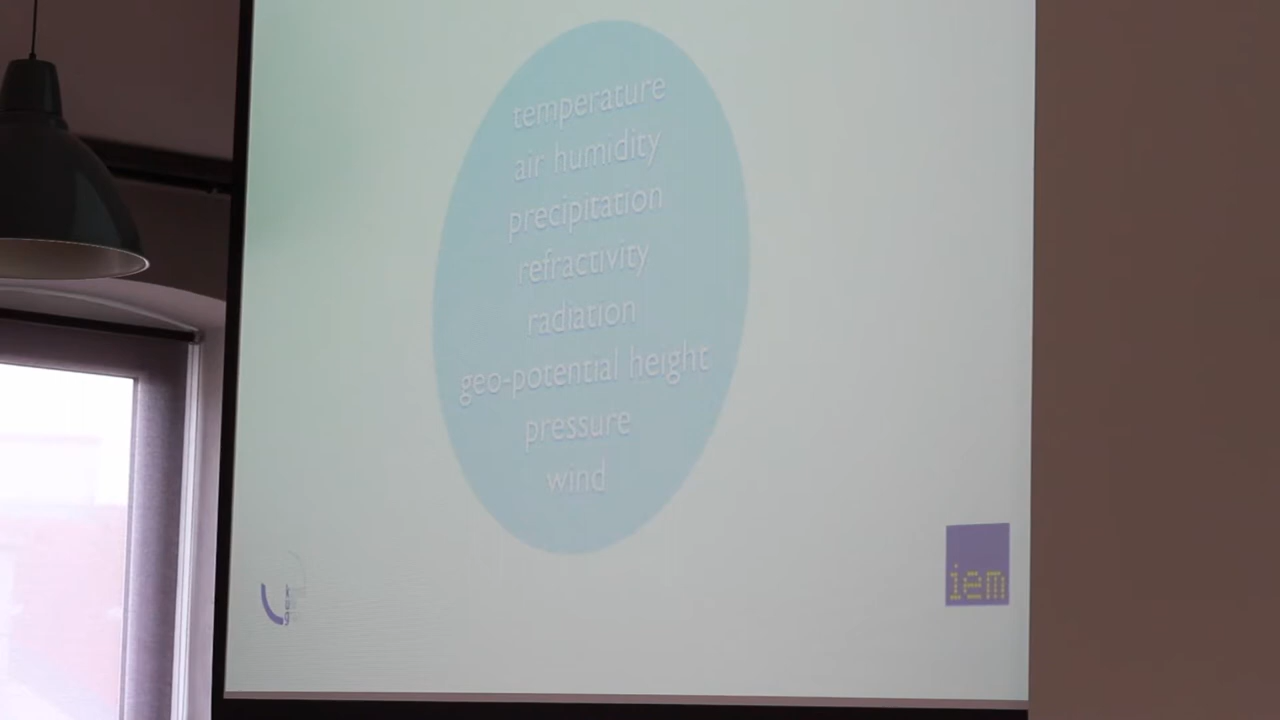 temperature
air humidity
precipitation
refractivity
radiation
geo-potential height
pressure
wind
iem